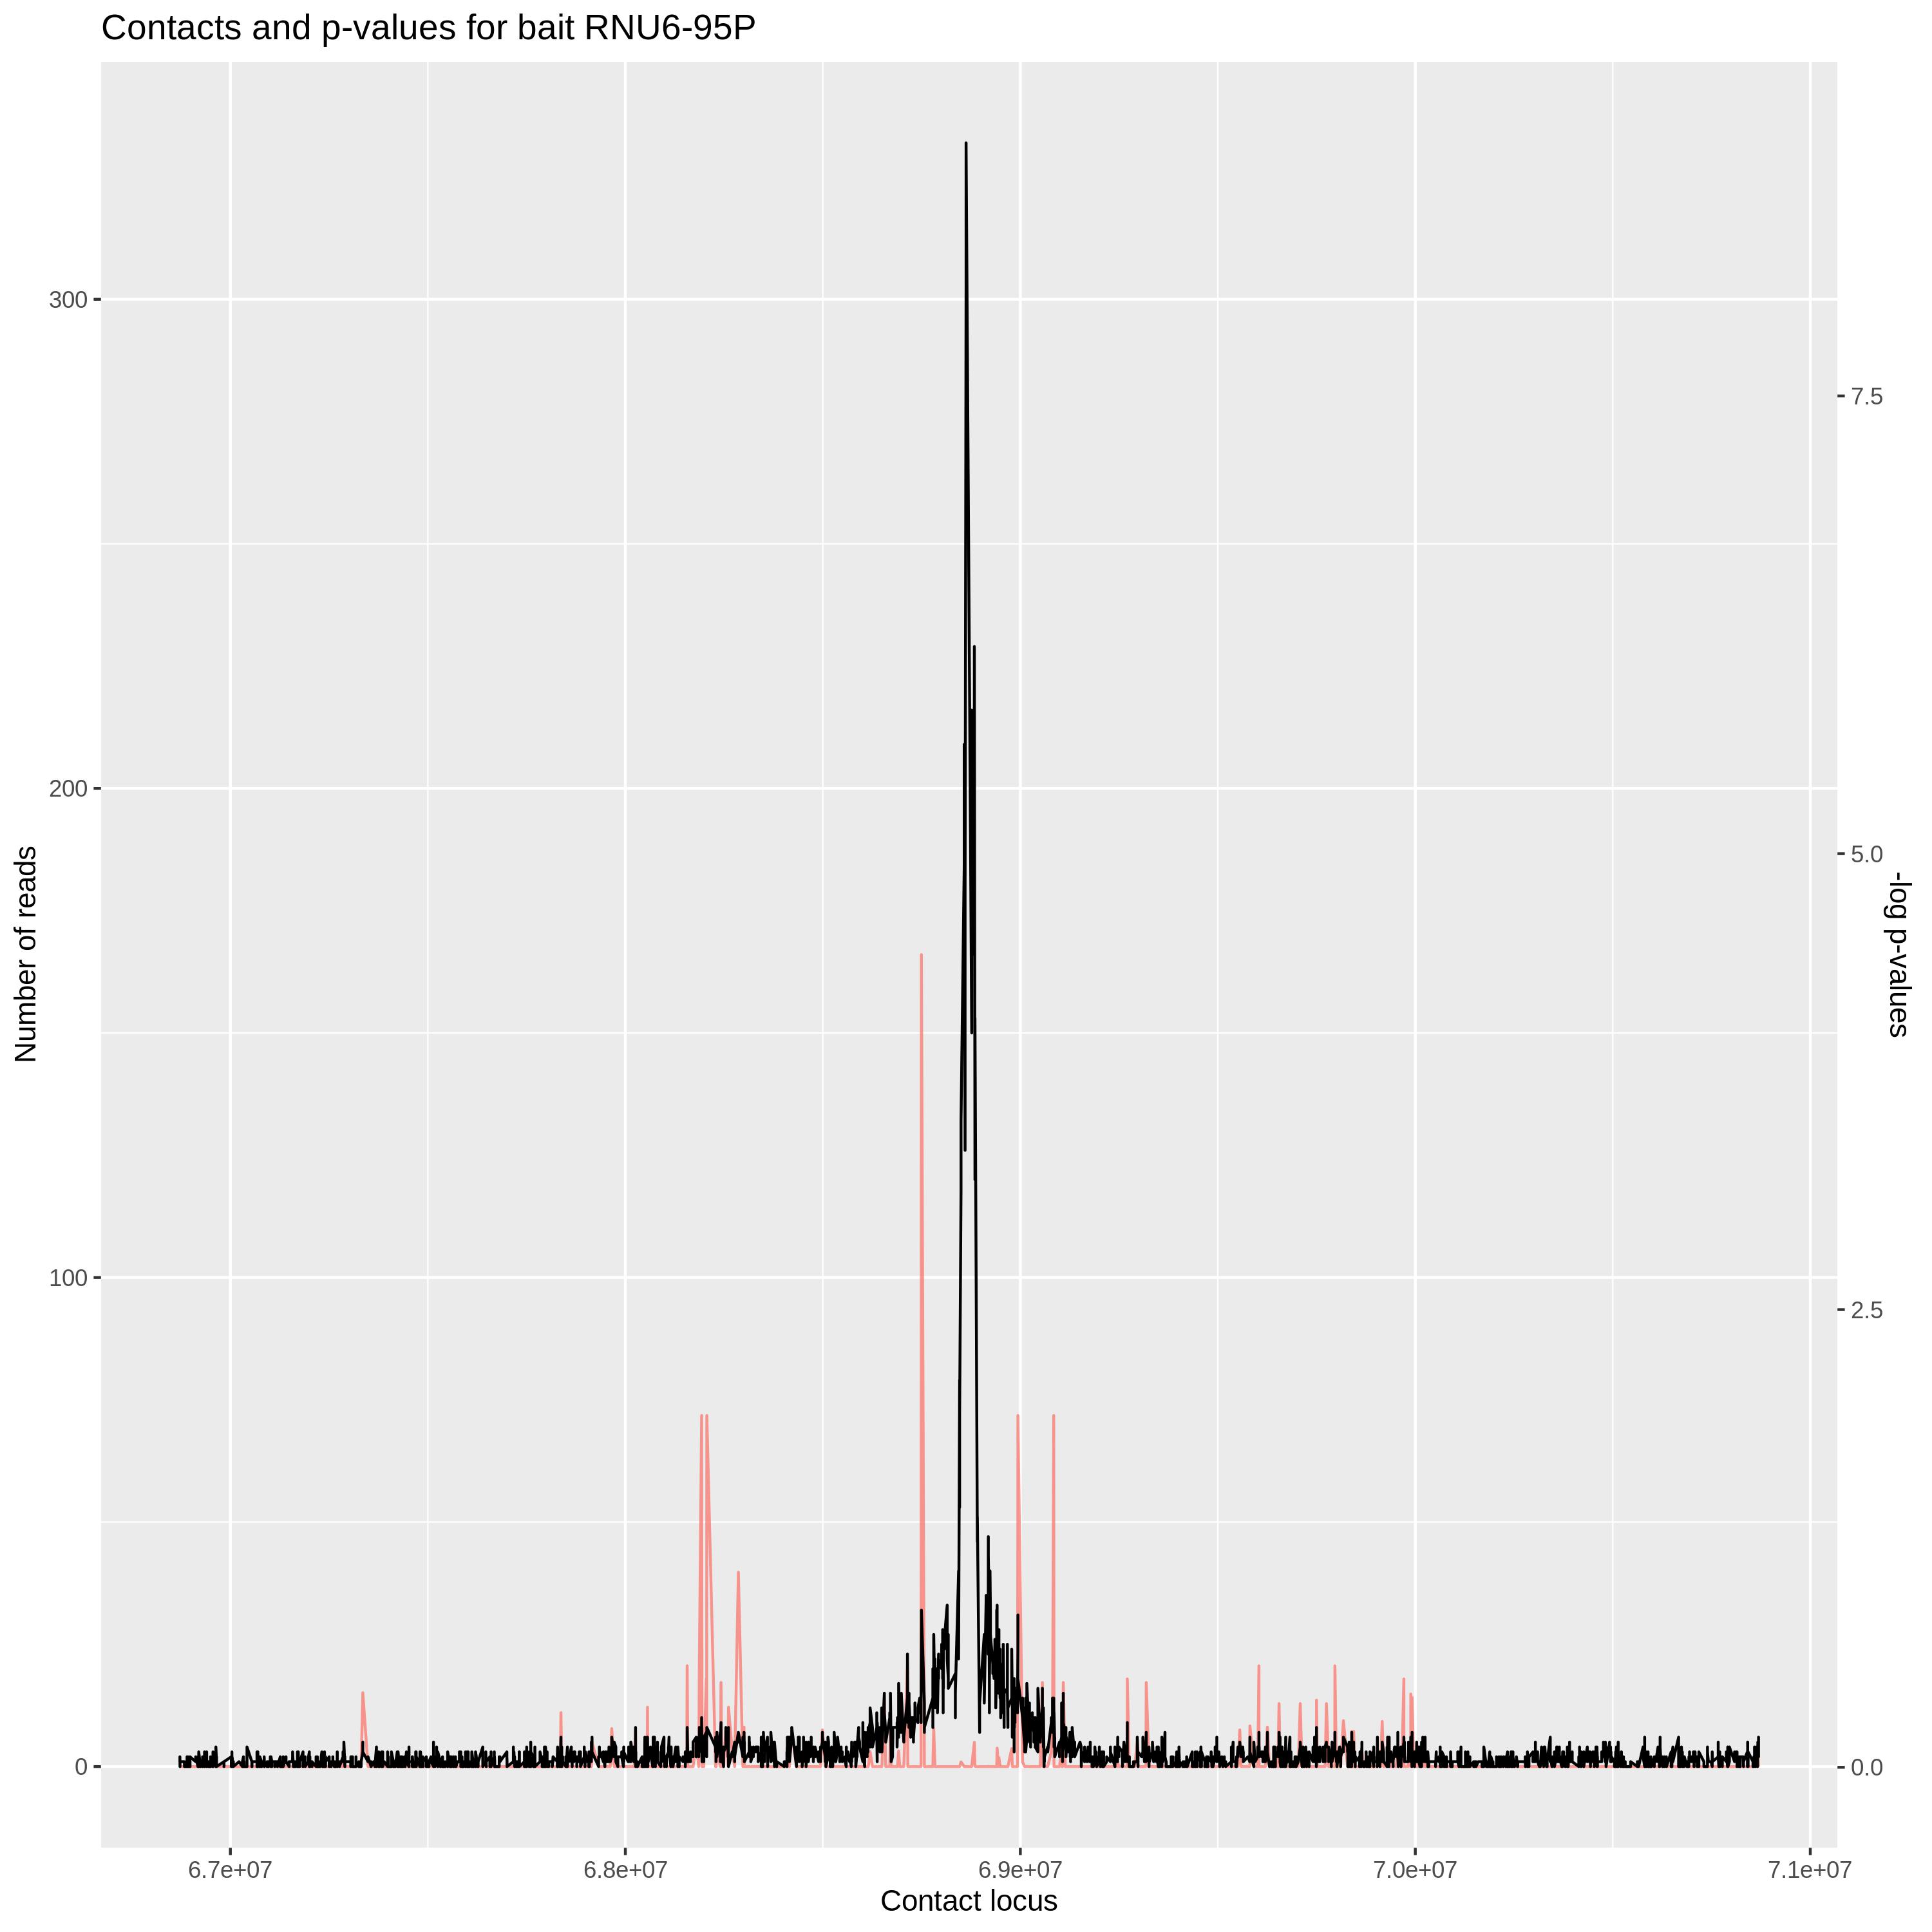 Contacts and p-values for bait RNU6-95P
300
200
100
0
7.5
5.0
2.5
0.0
Number of reads
-log p-values
6.7e+07
6.8e+07
6.9e+07
7.0e+07
7.1e+07
Contact locus